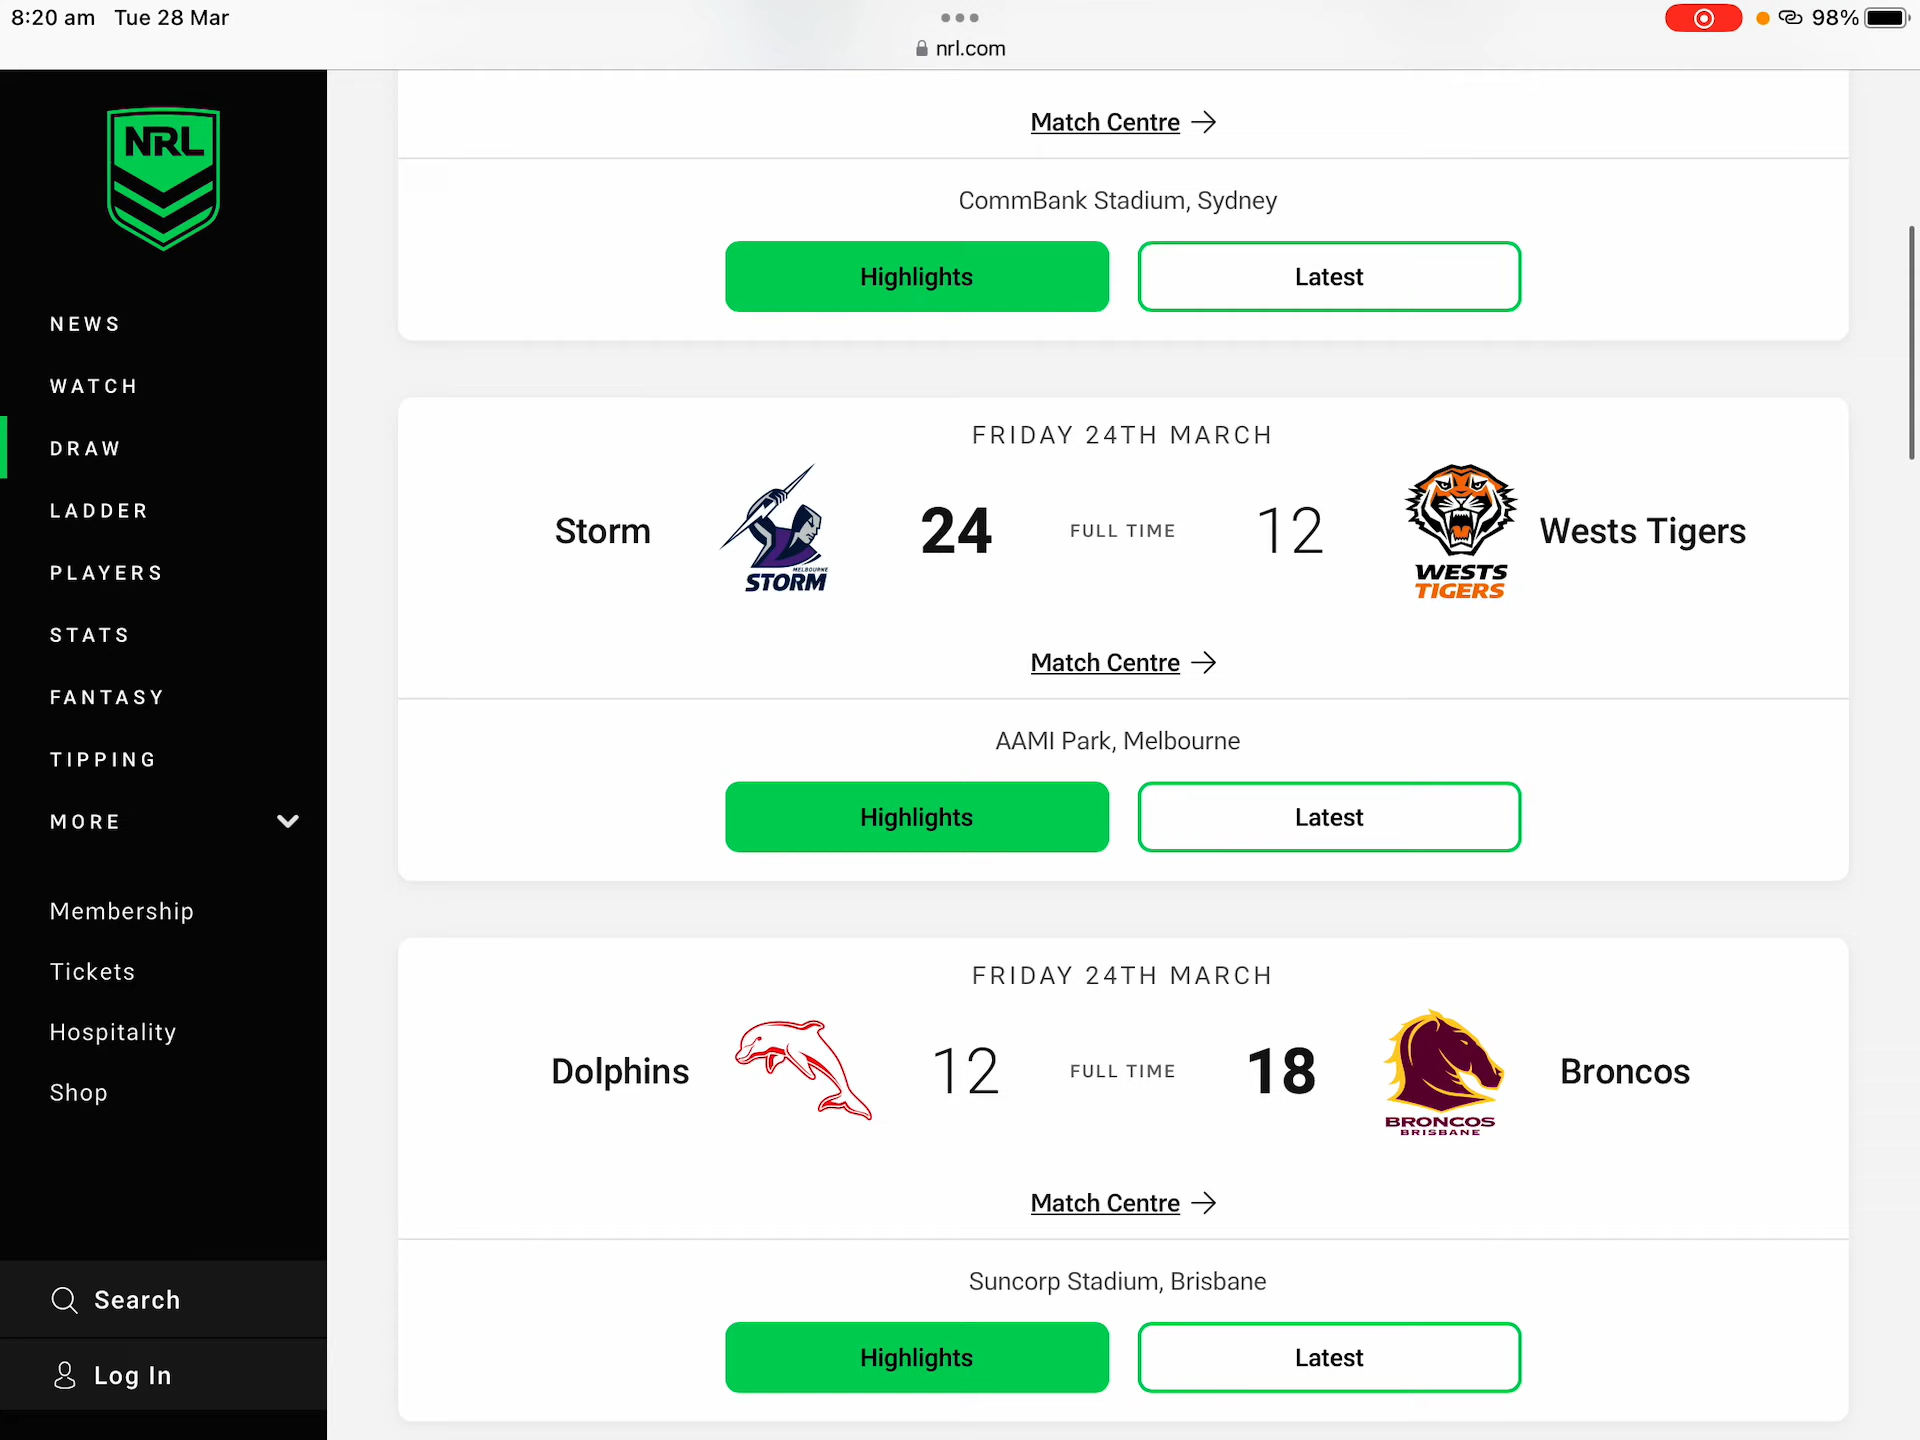 8:20 am Tue 28 Mar
98%
nrl.com
NRL
NEWS
WATCH
DRAW
LADDER
PLAYERS
STATS
FANTASY
TIPPING
MORE
Membership
Tickets
Hospitality
Shop
Search
Log In
Match Centre
CommBank Stadium, Sydney
Highlights Latest
FRIDAY 24TH MARCH
Storm MELBOURNE STORM 24 FULL TIME 12 WESTS TIGERS Wests Tigers
Match Centre
AAMI Park, Melbourne
Highlights Latest
FRIDAY 24TH MARCH
Dolphins 12 FULL TIME 18 BRONCOS BRISBANE Broncos
Match Centre
Suncorp Stadium, Brisbane
Highlights Latest